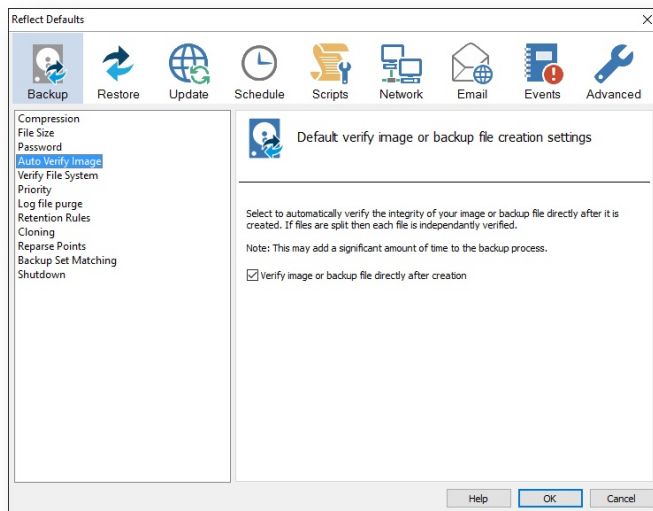 Reflect Defaults
Backup
Restore
Update
Schedule
Scripts
Network
Email
Events
Advanced
Compression
File Size
Password
Auto Verify Image
Verify File System
Priority
Log file purge
Retention Rules
Cloning
Reparse Points
Backup Set Matching
Shutdown
Default verify image or backup file creation settings
Select to automatically verify the integrity of your image or backup file directly after it is
created. If files are split then each file is independantly verified.
Note: This may add a significant amount of time to the backup process.
Verify image or backup file directly after creation
Help
OK
Cancel